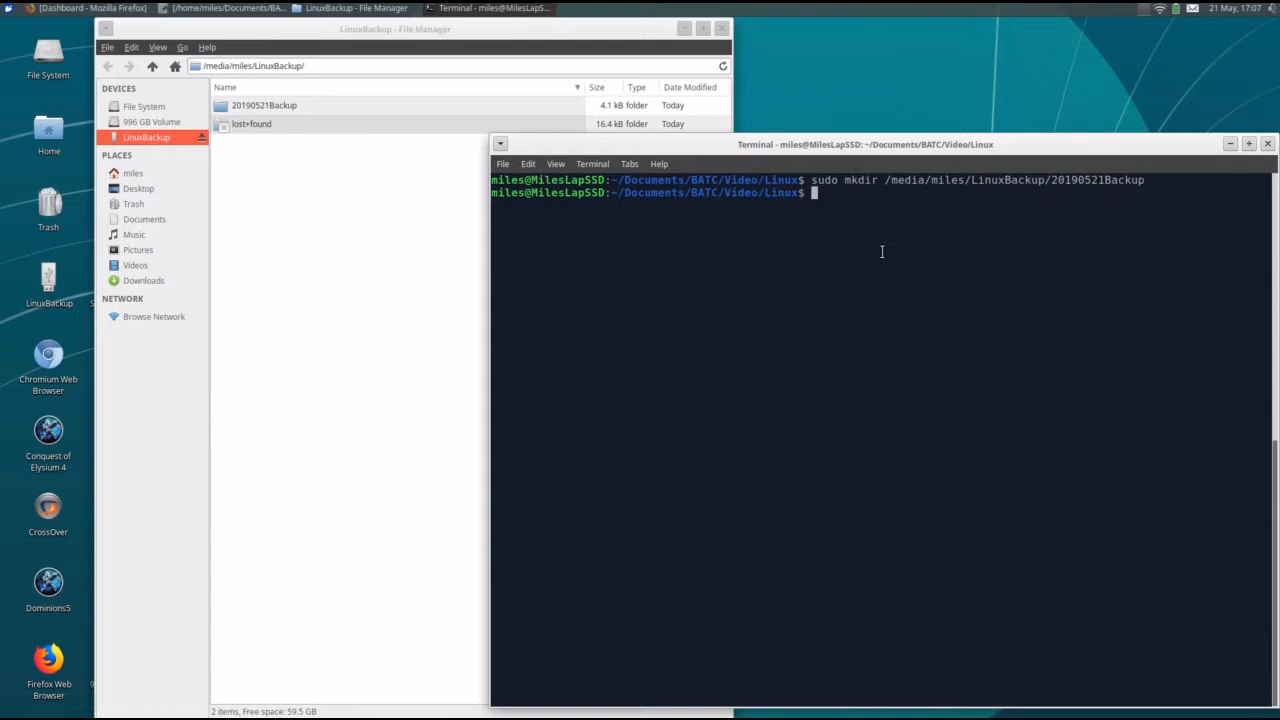 [Dashboard - Mozilla Firefox]
[/home/miles/Documents/BA...
LinuxBackup - File Manager
Terminal - miles@MilesLapS...
21 May, 17:07
LinuxBackup - File Manager
File Edit View Go Help
/media/miles/LinuxBackup/
DEVICES
File System
996 GB Volume
LinuxBackup
PLACES
miles
Desktop
Trash
Documents
Music
Pictures
Videos
Downloads
NETWORK
Browse Network
Name Size Type Date Modified
20190521Backup 4.1 kB folder Today
lost+found 16.4 kB folder Today
2 items, Free space: 59.5 GB
Terminal - miles@MilesLapSSD: ~/Documents/BATC/Video/Linux
File Edit View Terminal Tabs Help
miles@MilesLapSSD:~/Documents/BATC/Video/Linux$ sudo mkdir /media/miles/LinuxBackup/20190521Backup
miles@MilesLapSSD:~/Documents/BATC/Video/Linux$
File System
Home
Trash
LinuxBackup
Chromium Web
Browser
Conquest of
Elysium 4
CrossOver
Dominions5
Firefox Web
Browser